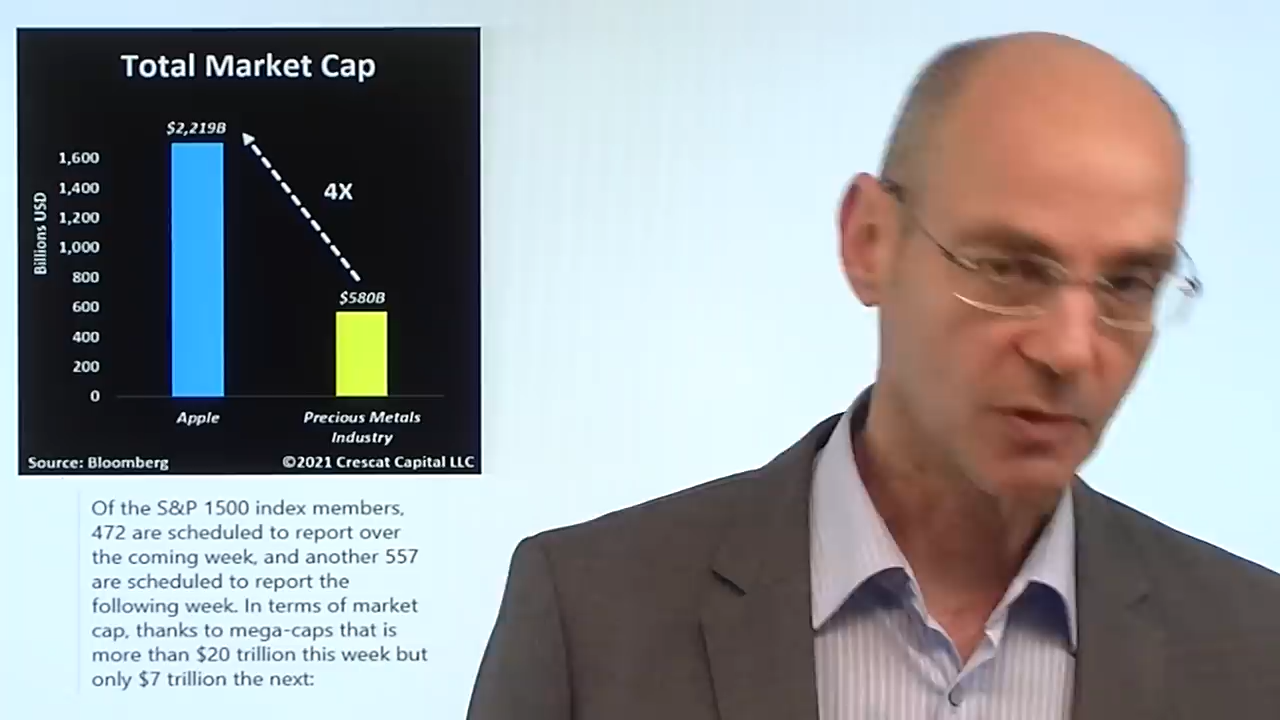 Total Market Cap
$2,219B
1,600
1,400
1,200
1,000
800
600
400
200
0
Billions USD
4X
$580B
Apple
Precious Metals
Industry
Source: Bloomberg
©2021 Crescat Capital LLC
Of the S&P 1500 index members,
472 are scheduled to report over
the coming week, and another 557
are scheduled to report the
following week. In terms of market
cap, thanks to mega-caps that is
more than $20 trillion this week but
only $7 trillion the next: